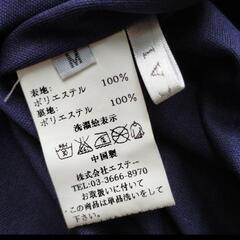 表地:
ポリエステル 100%
裏地:
ポリエステル 100%
洗濯絵表示
中国製
株式会社エステー
TEL:03-3666-8970
お取扱いに付いて
この商品は単品洗いをして
下さい。